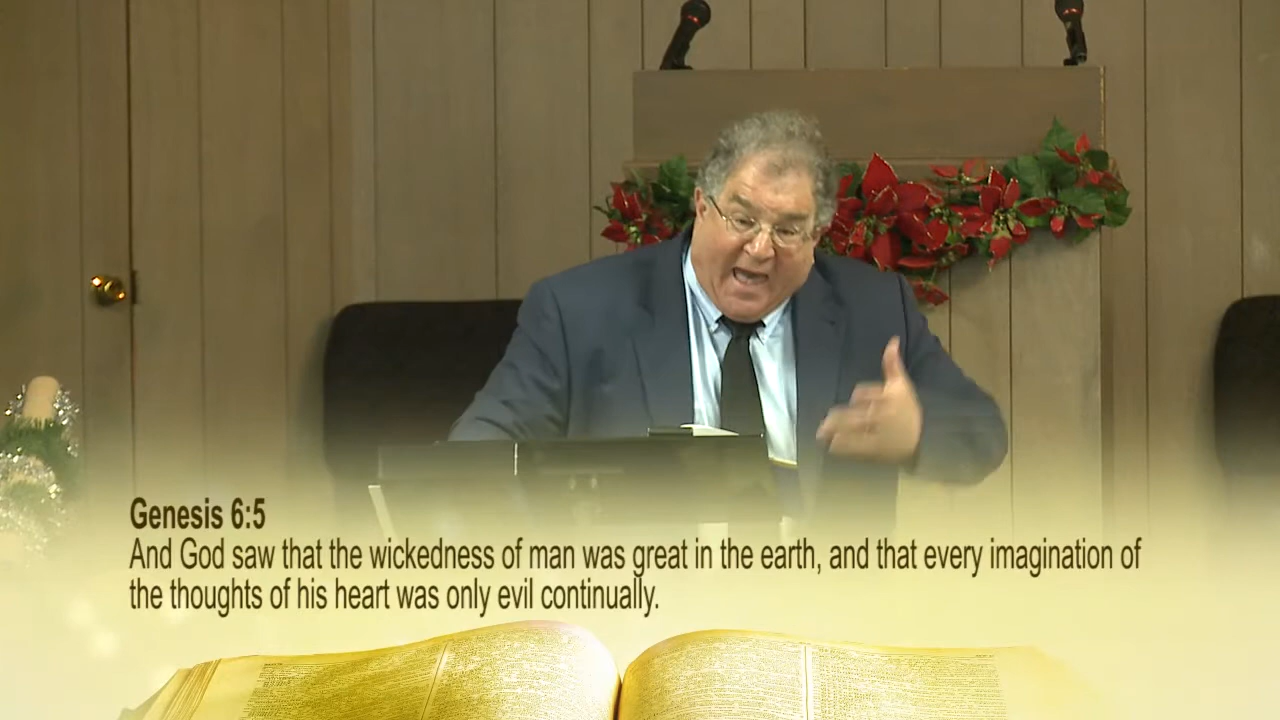 Genesis 6:5
And God saw that the wickedness of man was great in the earth, and that every imagination of
the thoughts of his heart was only evil continually.